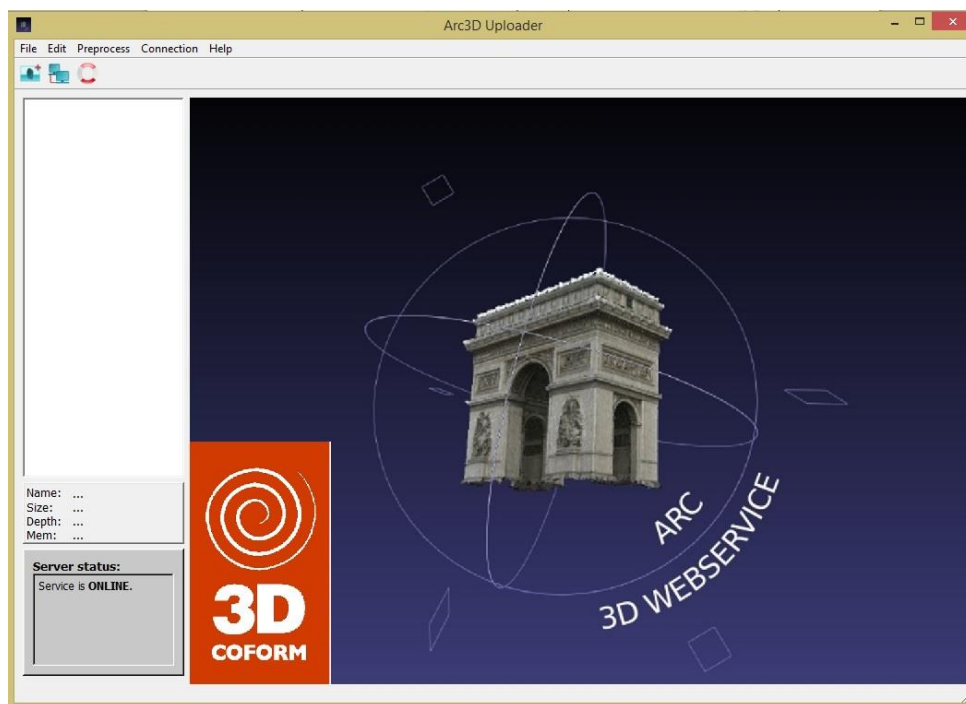 Arc3D Uploader
File Edit Preprocess Connection Help
Name: ...
Size: ...
Depth: ...
Mem: ...
Server status:
Service is ONLINE.
3D
COFORM
ARC
3D WEBSERVICE